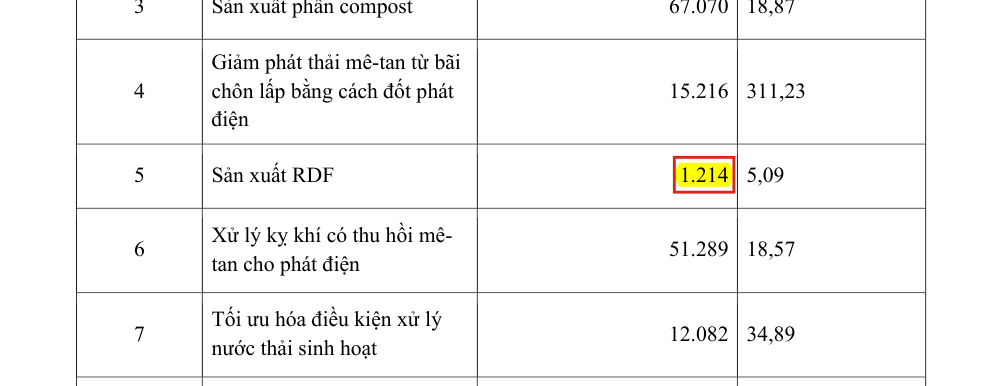 3 Sản xuất phân compost 67.070 18,87
Giảm phát thải mê-tan từ bãi
4 chôn lấp bằng cách đốt phát 15.216 311,23
điện
5 Sản xuất RDF 1.214 5,09
Xử lý kỵ khí có thu hồi mê-
6 tan cho phát điện 51.289 18,57
Tối ưu hóa điều kiện xử lý
7 nước thải sinh hoạt 12.082 34,89